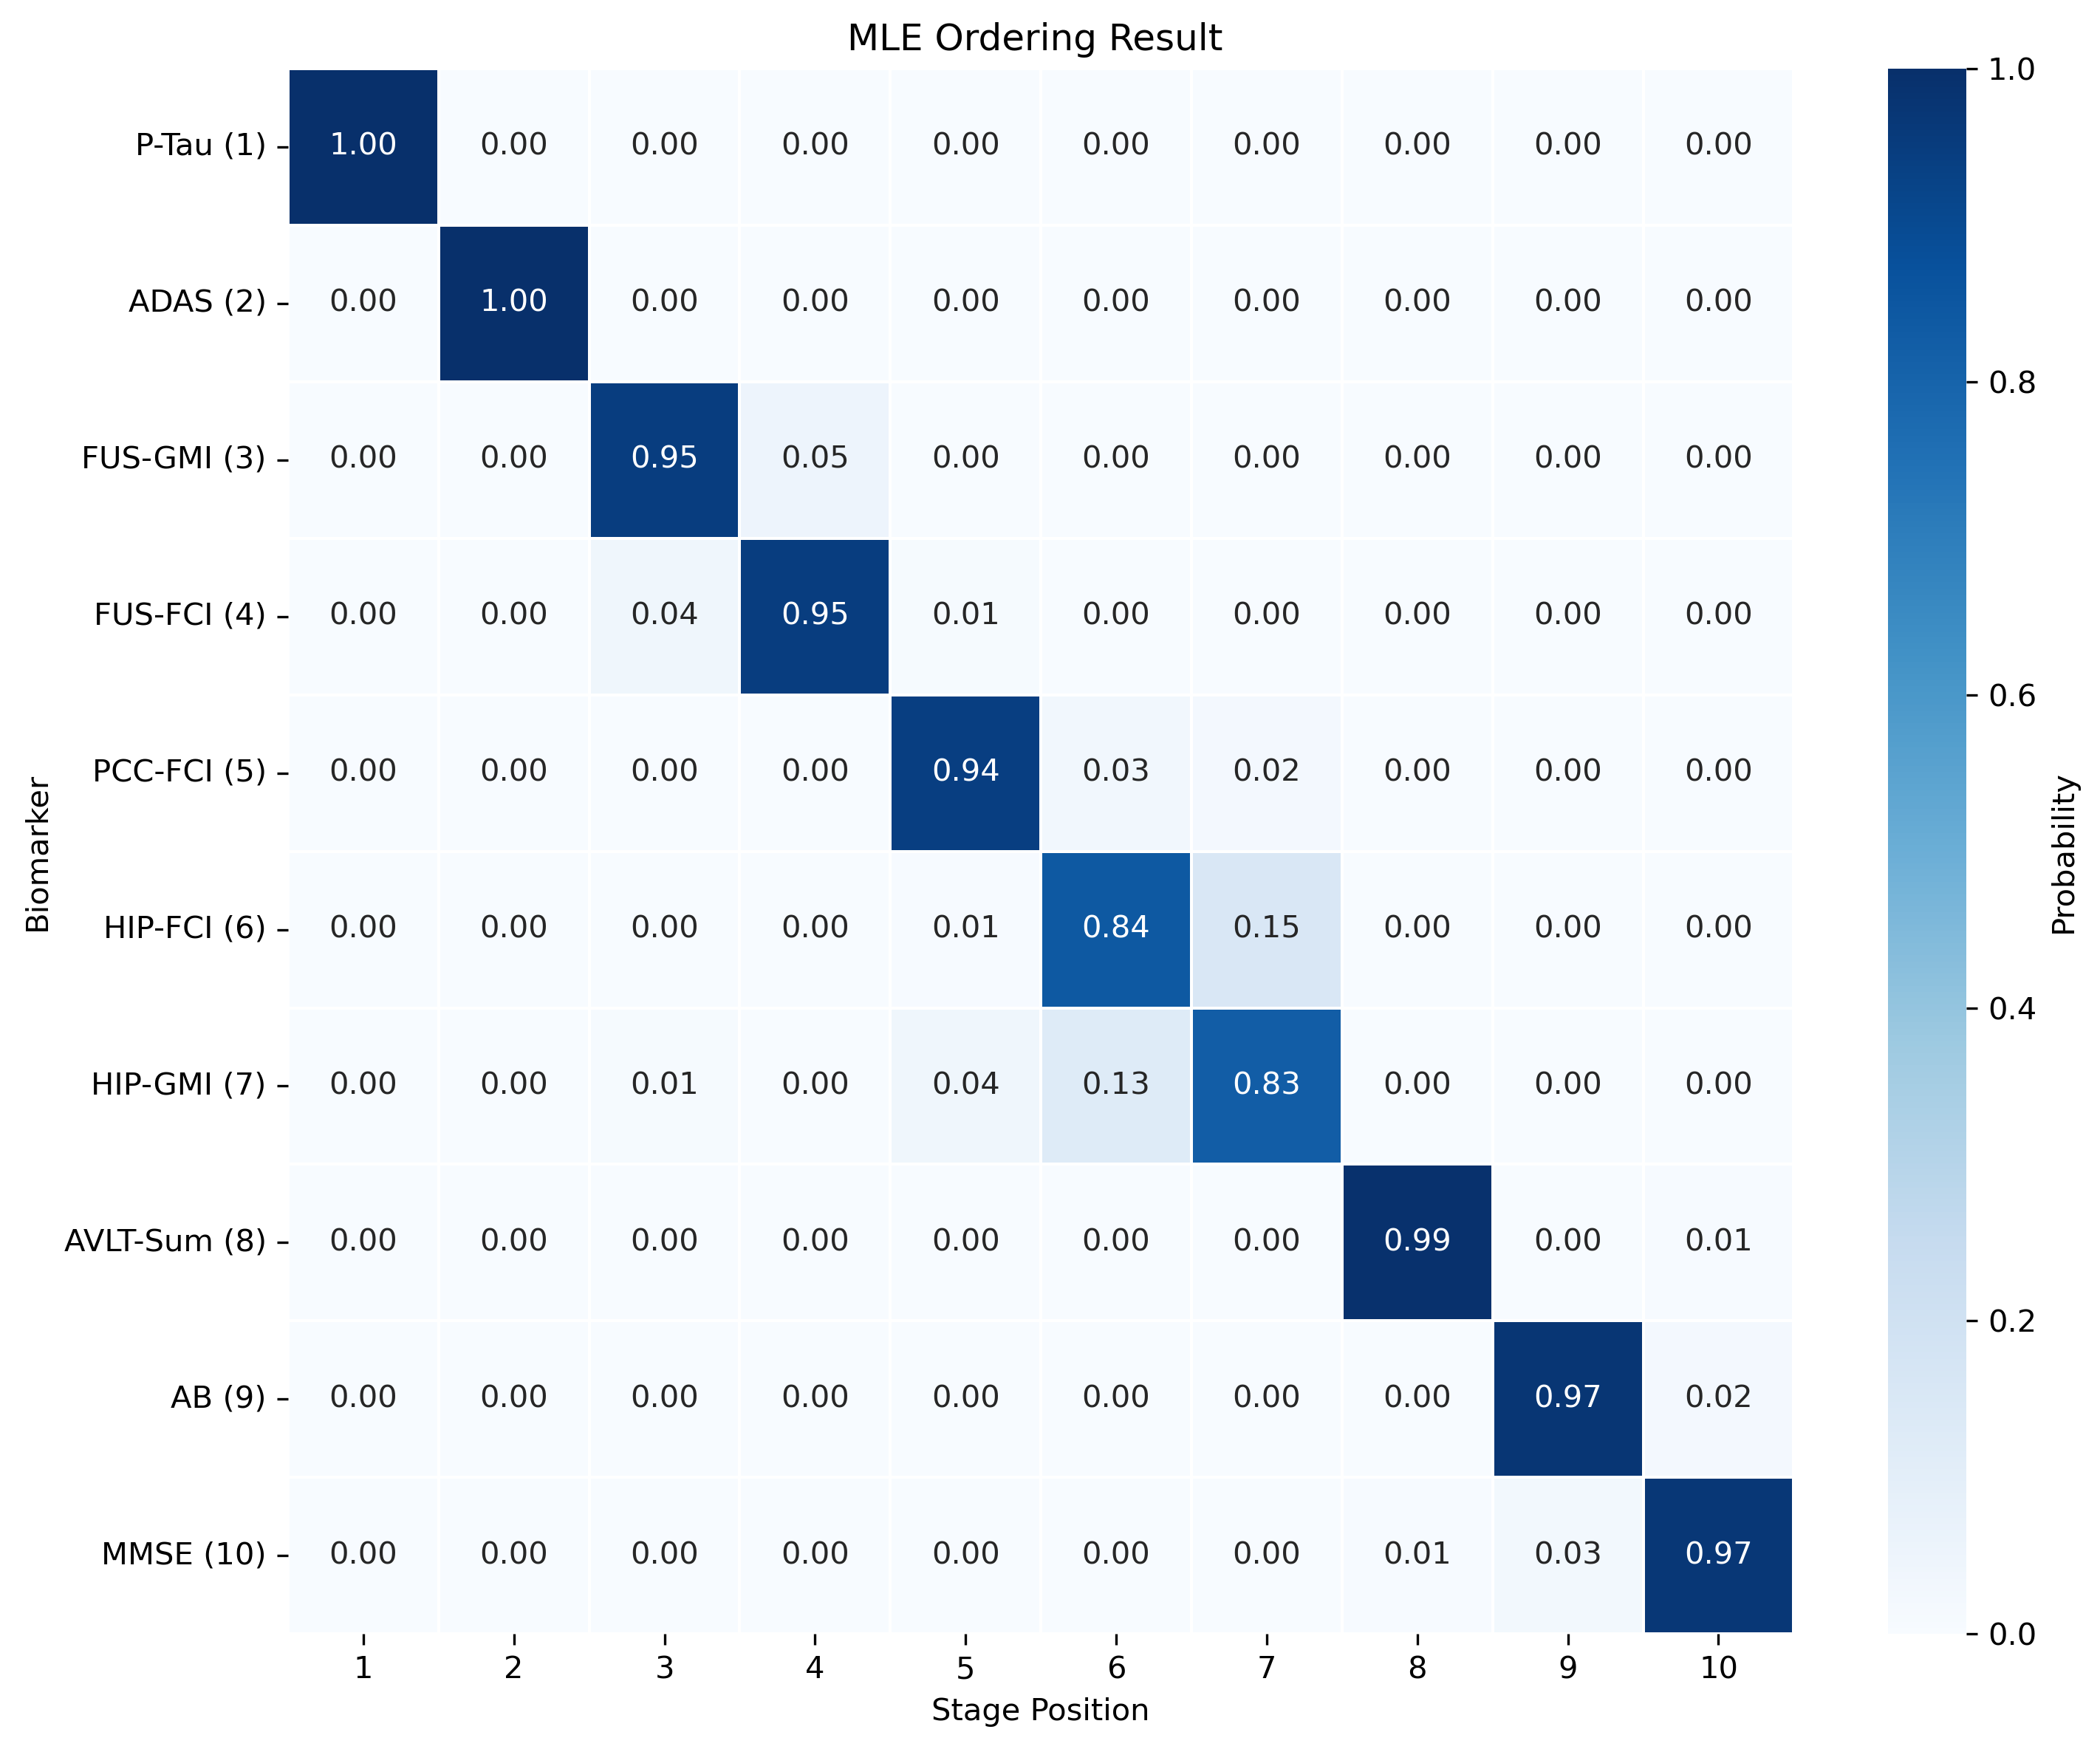 MLE Ordering Result
P-Tau (1) 1.00 0.00 0.00 0.00 0.00 0.00 0.00 0.00 0.00 0.00
ADAS (2) 0.00 1.00 0.00 0.00 0.00 0.00 0.00 0.00 0.00 0.00
FUS-GMI (3) 0.00 0.00 0.95 0.05 0.00 0.00 0.00 0.00 0.00 0.00
FUS-FCI (4) 0.00 0.00 0.04 0.95 0.01 0.00 0.00 0.00 0.00 0.00
PCC-FCI (5) 0.00 0.00 0.00 0.00 0.94 0.03 0.02 0.00 0.00 0.00
HIP-FCI (6) 0.00 0.00 0.00 0.00 0.01 0.84 0.15 0.00 0.00 0.00
HIP-GMI (7) 0.00 0.00 0.01 0.00 0.04 0.13 0.83 0.00 0.00 0.00
AVLT-Sum (8) 0.00 0.00 0.00 0.00 0.00 0.00 0.00 0.99 0.00 0.01
AB (9) 0.00 0.00 0.00 0.00 0.00 0.00 0.00 0.00 0.97 0.02
MMSE (10) 0.00 0.00 0.00 0.00 0.00 0.00 0.00 0.01 0.03 0.97
1 2 3 4 5 6 7 8 9 10
Stage Position
Biomarker
1.0
0.8
0.6
0.4
0.2
0.0
Probability